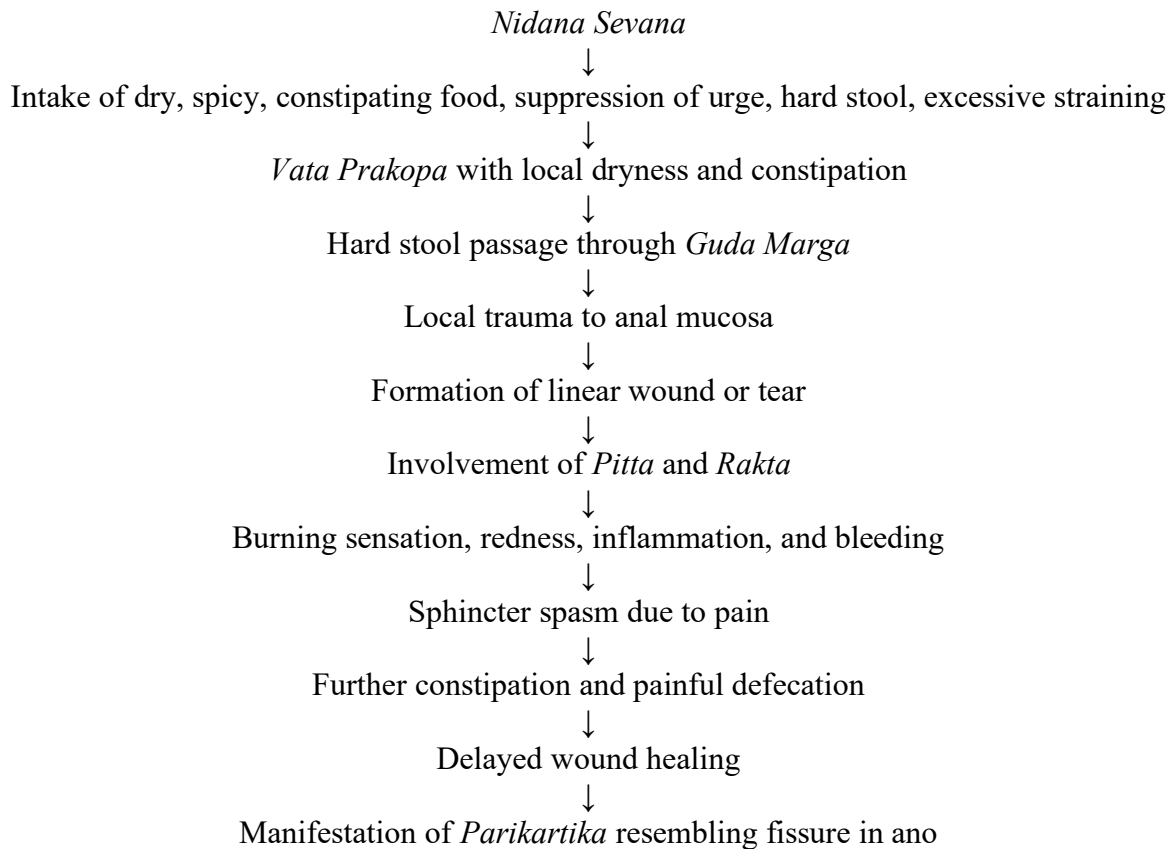 Nidana Sevana
↓
Intake of dry, spicy, constipating food, suppression of urge, hard stool, excessive straining
↓
Vata Prakopa with local dryness and constipation
↓
Hard stool passage through Guda Marga
↓
Local trauma to anal mucosa
↓
Formation of linear wound or tear
↓
Involvement of Pitta and Rakta
↓
Burning sensation, redness, inflammation, and bleeding
↓
Sphincter spasm due to pain
↓
Further constipation and painful defecation
↓
Delayed wound healing
↓
Manifestation of Parikartika resembling fissure in ano